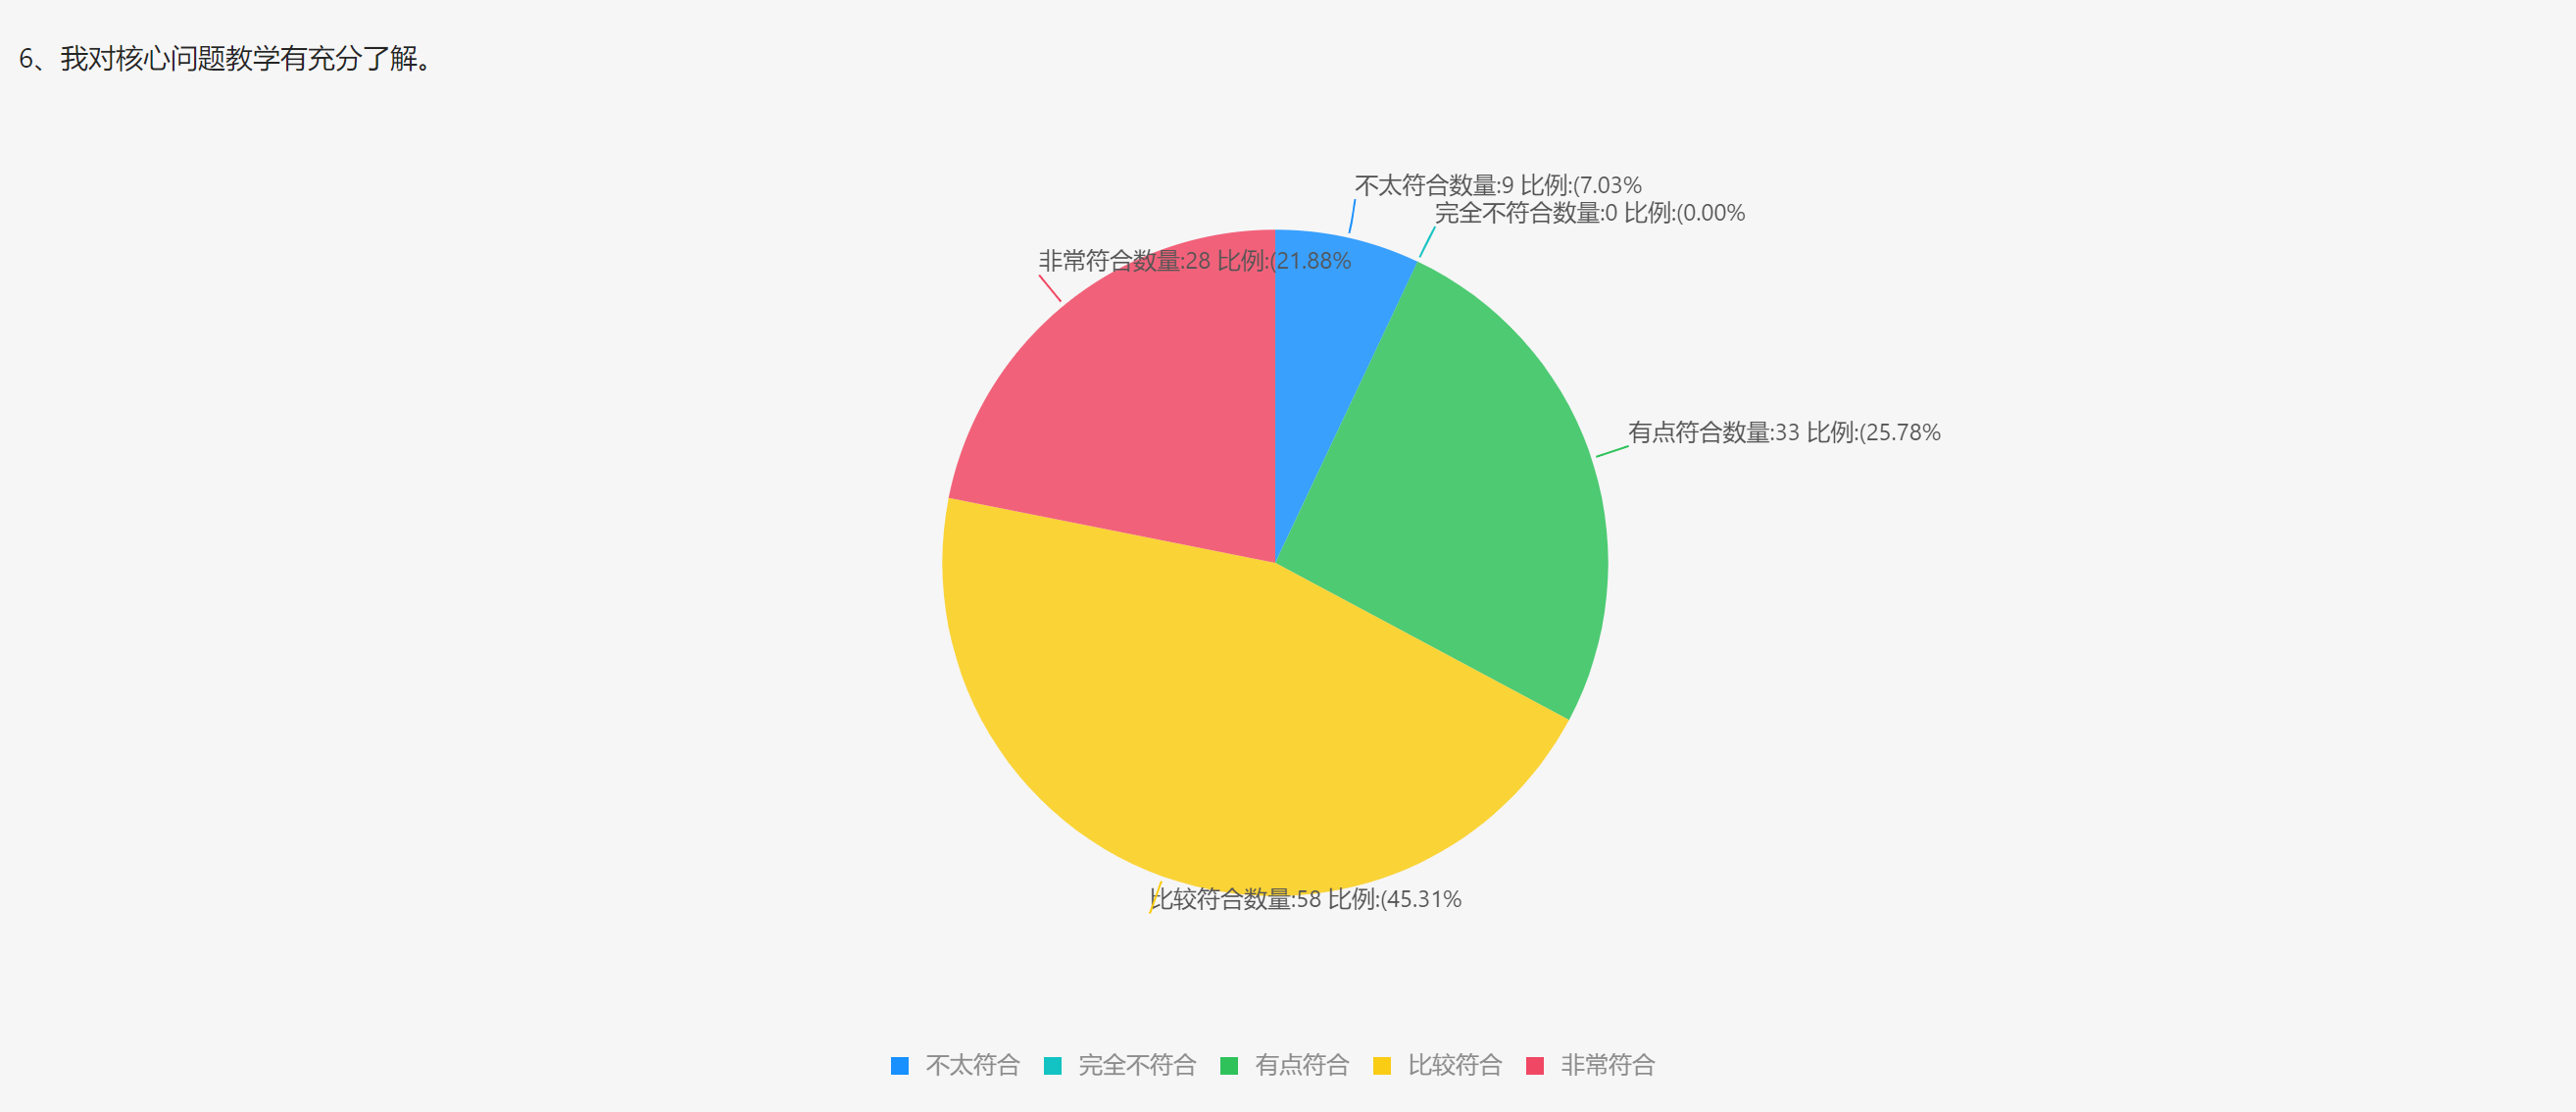 6、我对核心问题教学有充分了解。
不太符合数量:9 比例:(7.03%
完全不符合数量:0 比例:(0.00%
非常符合数量:28 比例:(21.88%
有点符合数量:33 比例:(25.78%
比较符合数量:58 比例:(45.31%
不太符合 完全不符合 有点符合 比较符合 非常符合